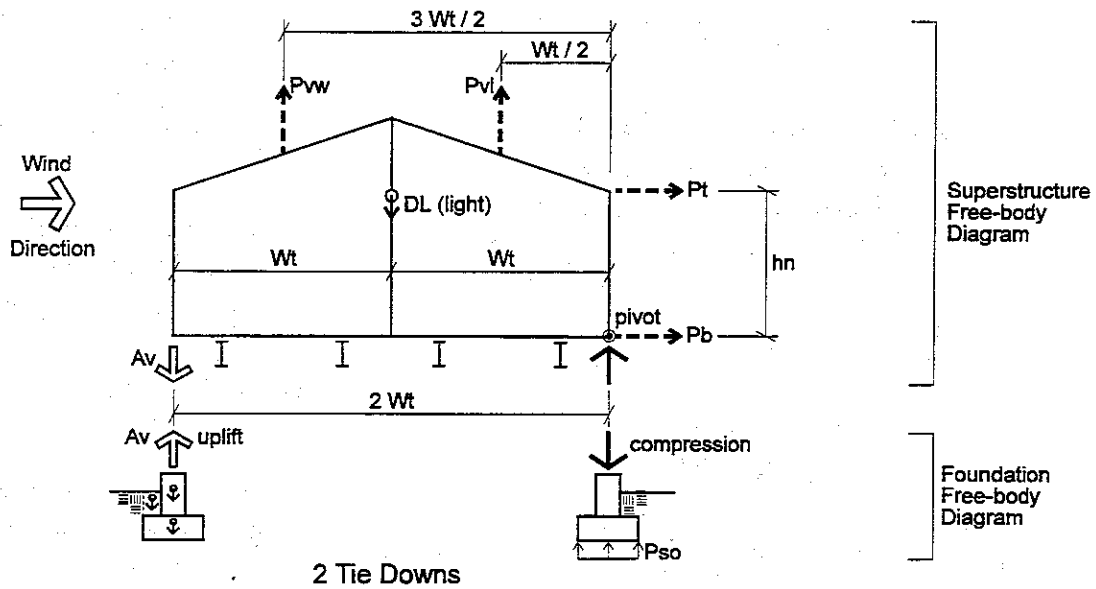 3 Wt / 2
Wt / 2
Pvw
Pvl
Wind
Direction
DL (light)
Pt
Superstructure
Free-body
Diagram
Wt
Wt
hn
pivot
Pb
Av
2 Wt
Av uplift
compression
Foundation
Free-body
Diagram
Pso
2 Tie Downs